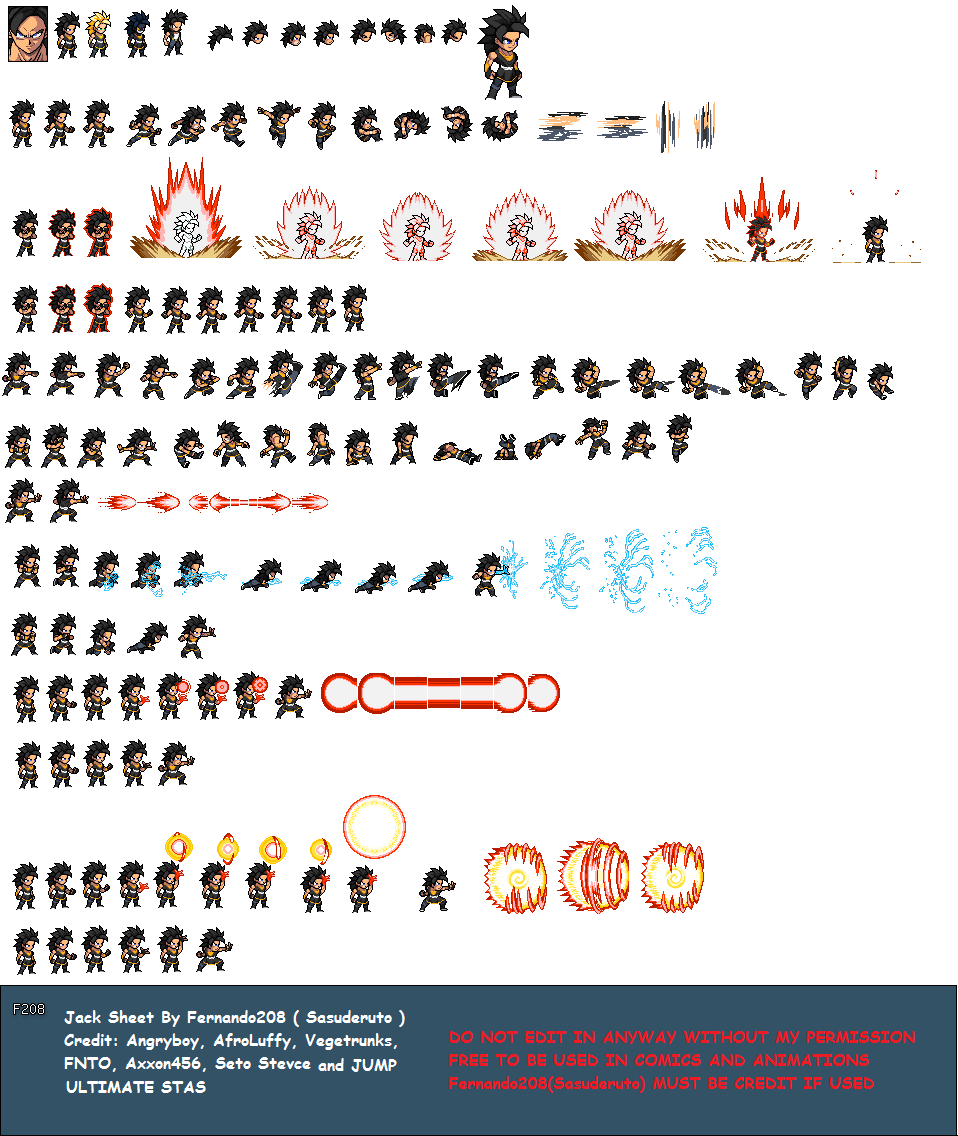 F208
Jack Sheet By Fernando208 ( Sasuderuto )
Credit: Angryboy, AfroLuffy, Vegetrunks,
FNTO, Axxon456, Seto Stevce and JUMP
ULTIMATE STAS
DO NOT EDIT IN ANYWAY WITHOUT MY PERMISSION
FREE TO BE USED IN COMICS AND ANIMATIONS
Fernando208(Sasuderuto) MUST BE CREDIT IF USED